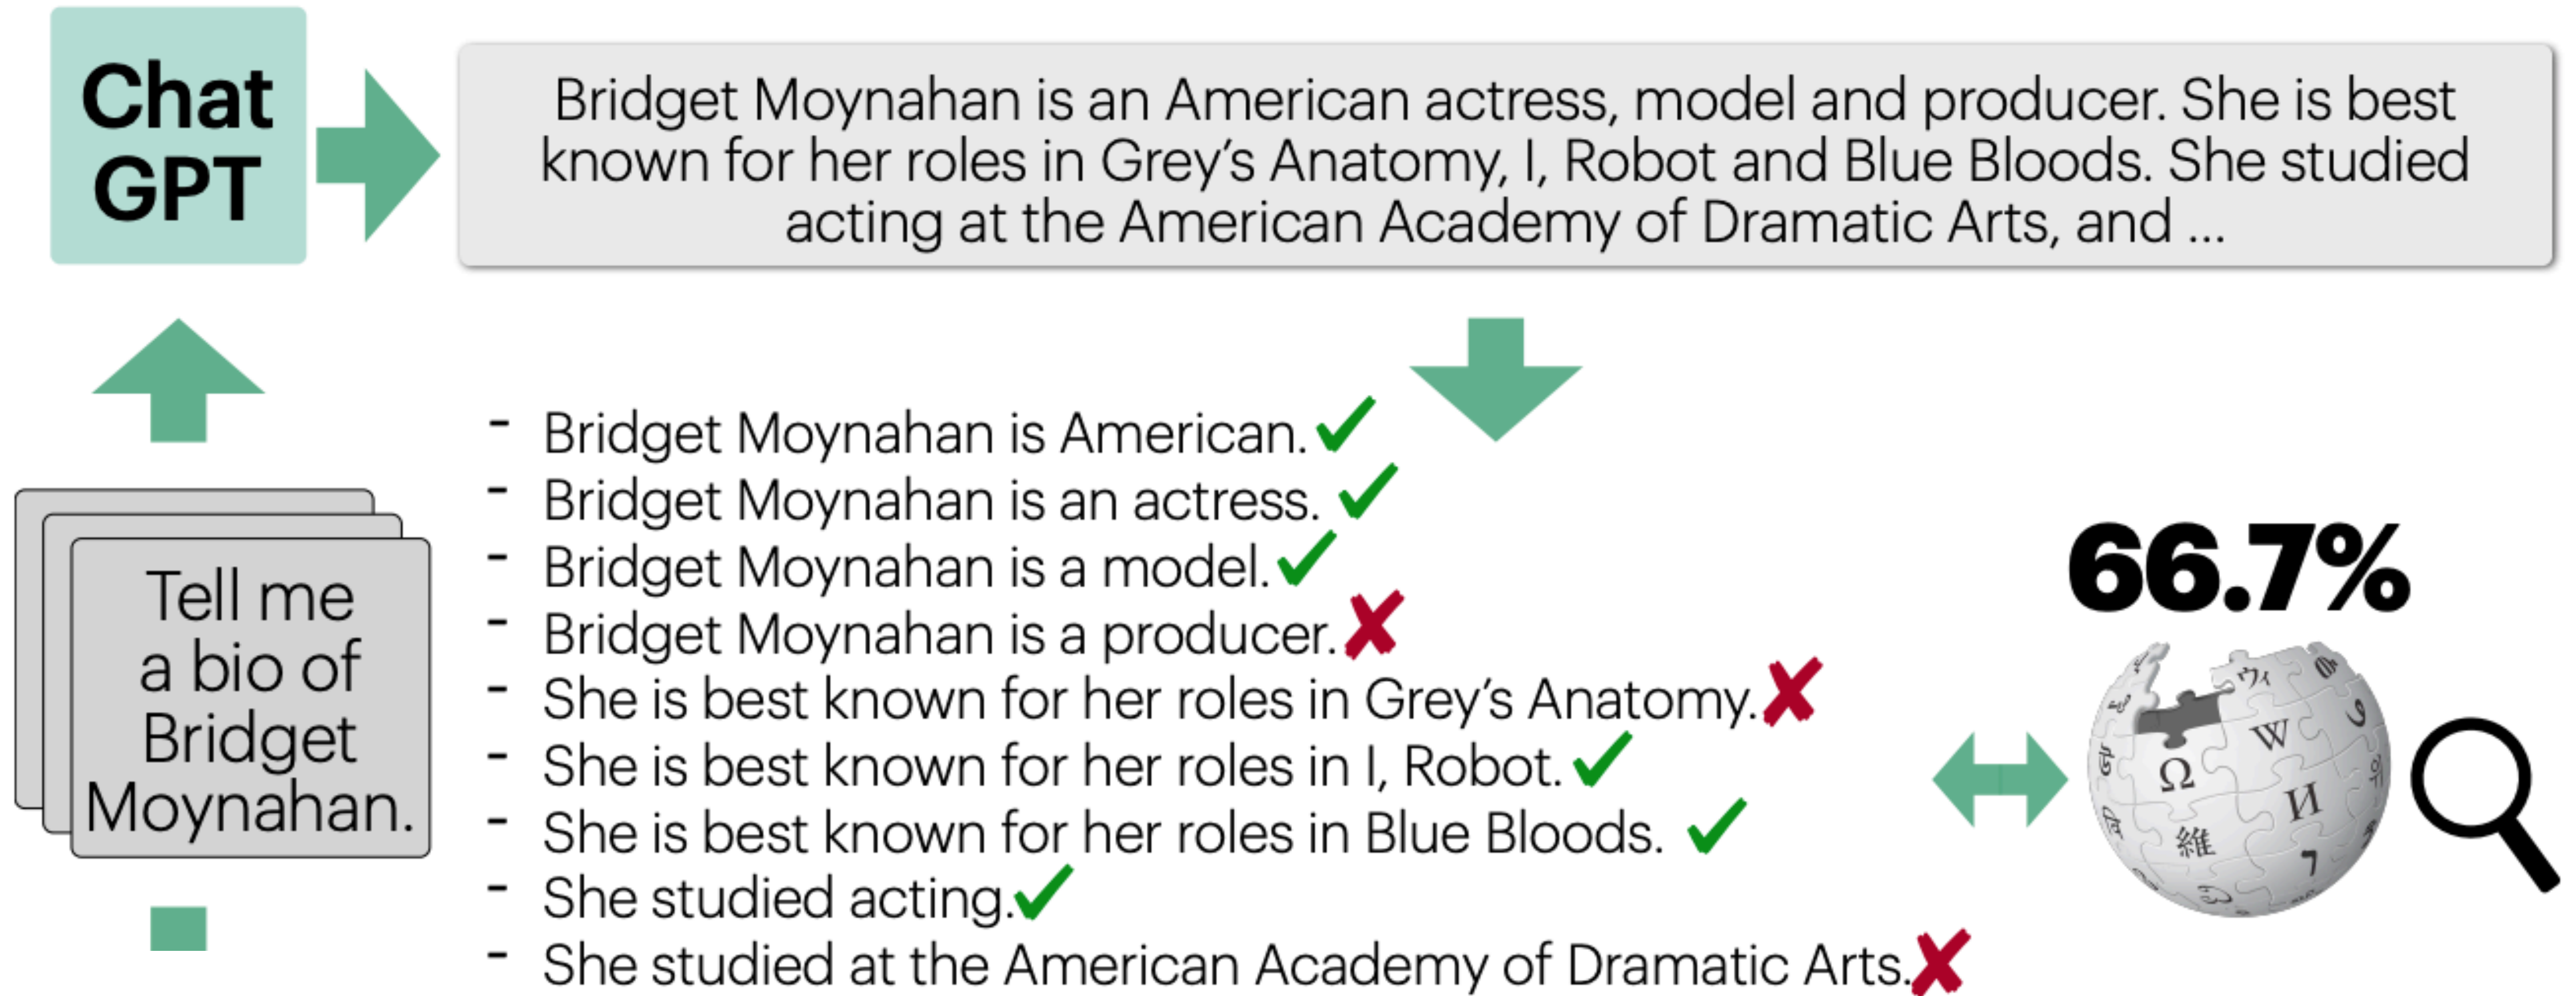 Chat
GPT
Bridget Moynahan is an American actress, model and producer. She is best
known for her roles in Grey's Anatomy, I, Robot and Blue Bloods. She studied
acting at the American Academy of Dramatic Arts, and ...
Tell me
a bio of
Bridget
Moynahan.
- Bridget Moynahan is American.✓
- Bridget Moynahan is an actress. ✓
- Bridget Moynahan is a model.✓
- Bridget Moynahan is a producer.✘
- She is best known for her roles in Grey's Anatomy.✘
- She is best known for her roles in I, Robot.✓
- She is best known for her roles in Blue Bloods. ✓
- She studied acting.✓
- She studied at the American Academy of Dramatic Arts.✘
66.7%
W
Ω
И
維